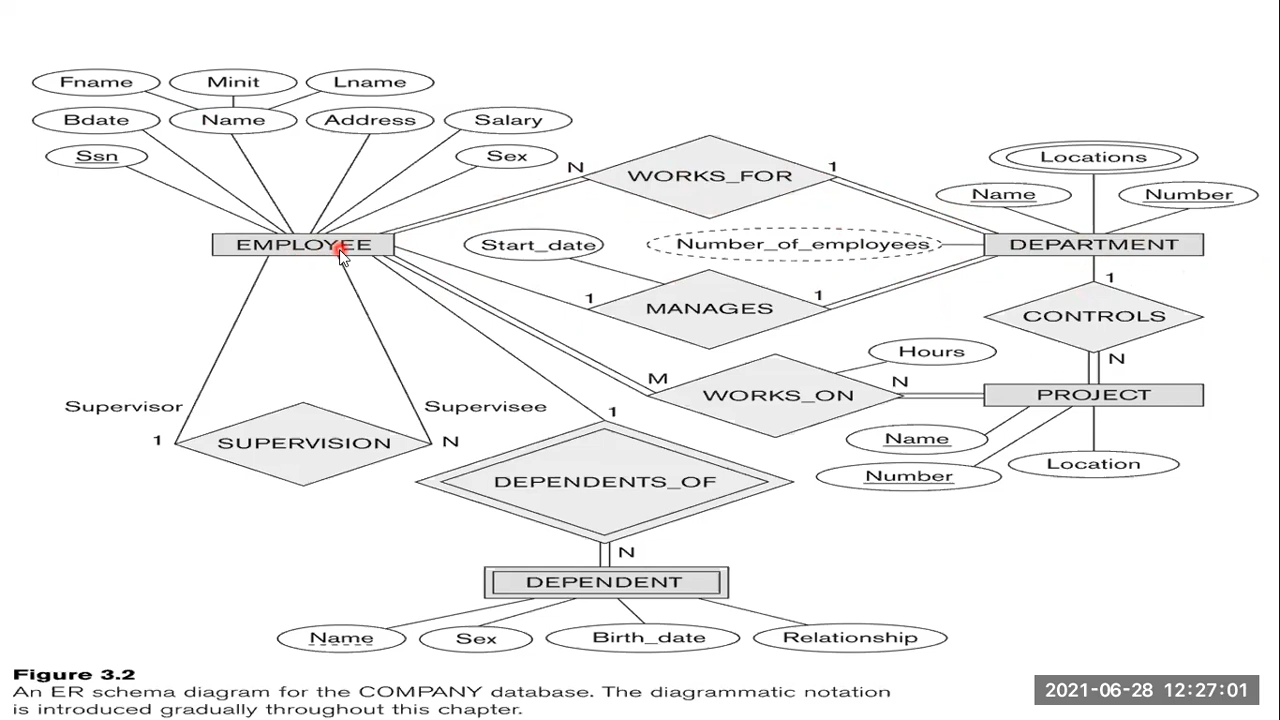 Fname
Minit
Lname
Bdate
Name
Address
Salary
Ssn
Sex
N
WORKS_FOR
1
Locations
Name
Number
EMPLOYEE
Start_date
Number_of_employees
DEPARTMENT
1
MANAGES
1
1
CONTROLS
N
Hours
M
WORKS_ON
N
PROJECT
Supervisor
Supervisee
1
SUPERVISION
N
1
Name
Number
Location
DEPENDENTS_OF
N
DEPENDENT
Name
Sex
Birth_date
Relationship
Figure 3.2
An ER schema diagram for the COMPANY database. The diagrammatic notation
is introduced gradually throughout this chapter.
2021-06-28 12:27:01